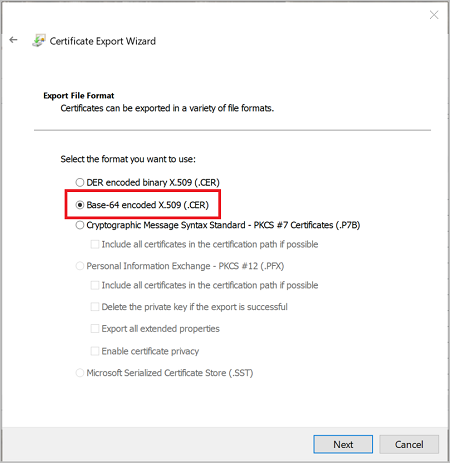 Certificate Export Wizard
Export File Format
Certificates can be exported in a variety of file formats.
Select the format you want to use:
DER encoded binary X.509 (.CER)
Base-64 encoded X.509 (.CER)
Cryptographic Message Syntax Standard - PKCS #7 Certificates (.P7B)
Include all certificates in the certification path if possible
Personal Information Exchange - PKCS #12 (.PFX)
Include all certificates in the certification path if possible
Delete the private key if the export is successful
Export all extended properties
Enable certificate privacy
Microsoft Serialized Certificate Store (.SST)
Next Cancel